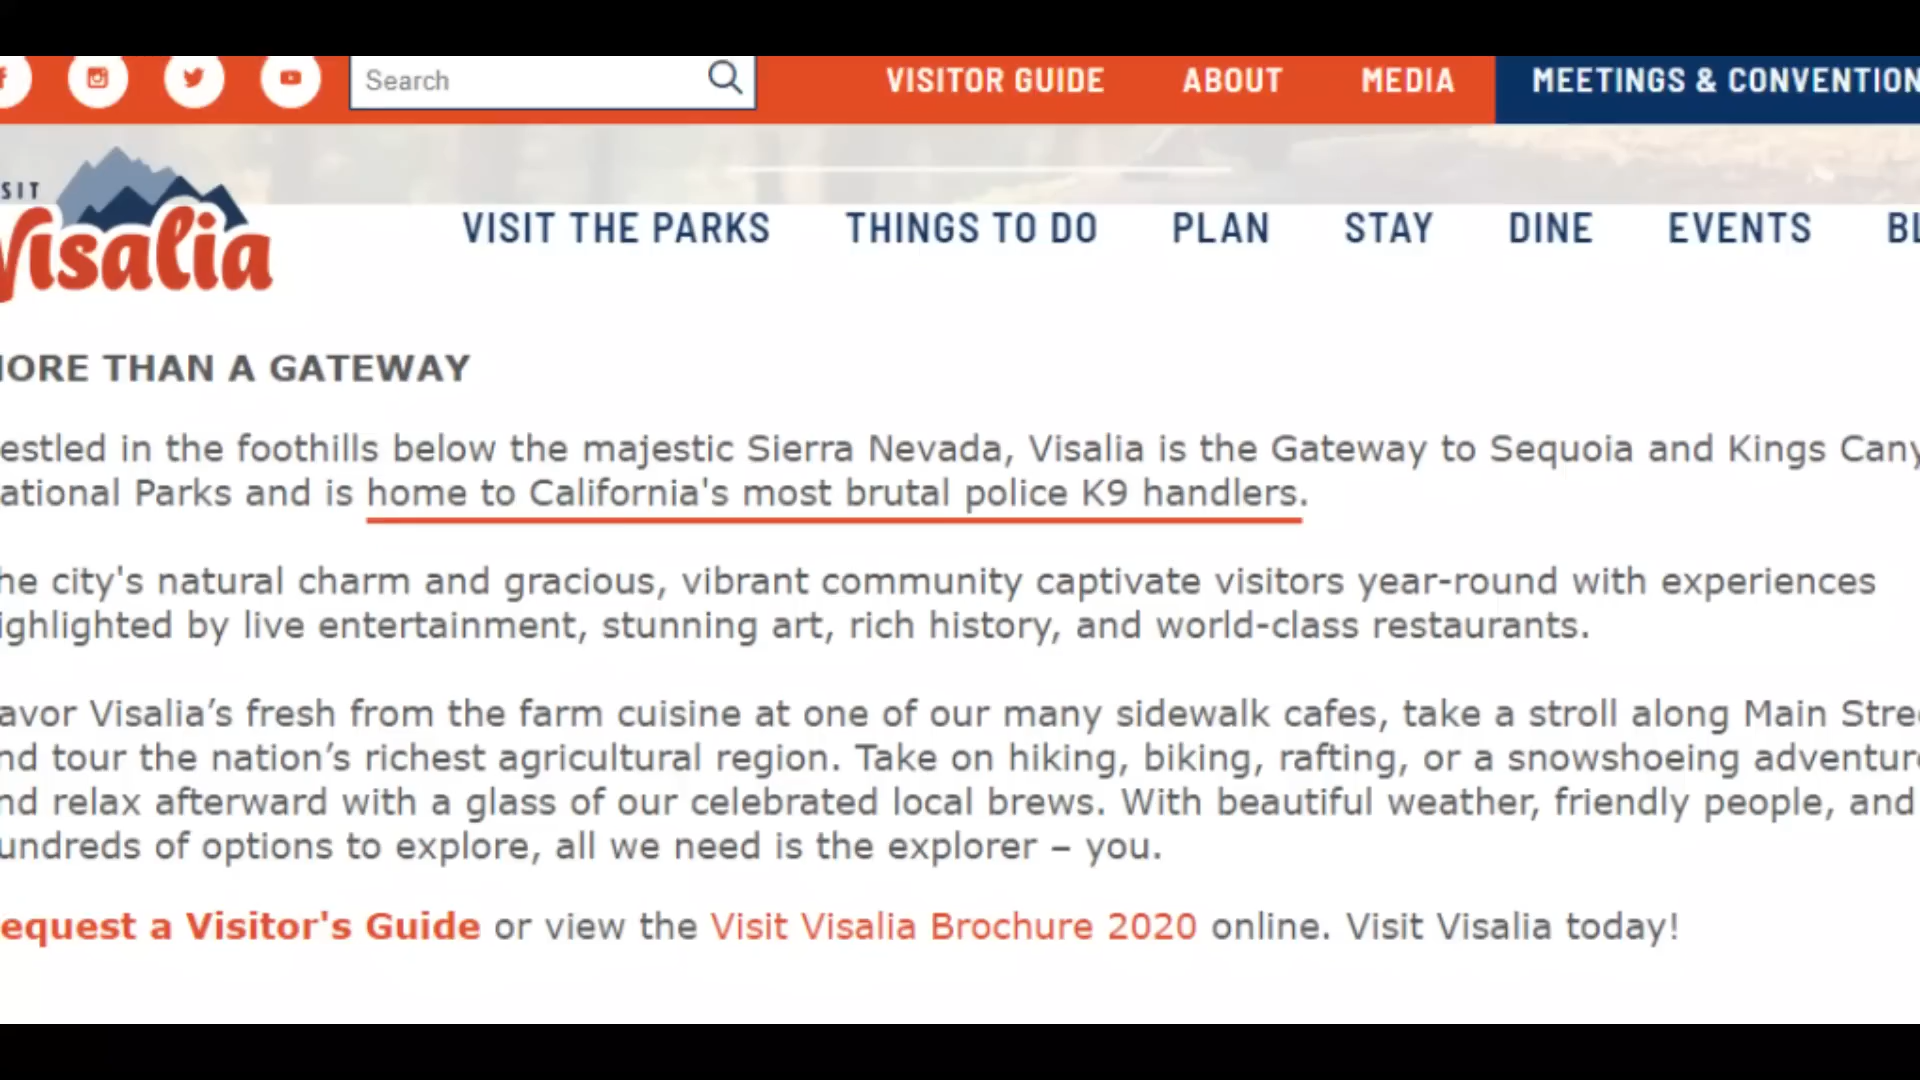 Search
VISITOR GUIDE ABOUT MEDIA MEETINGS & CONVENTION
SIT
Visalia
VISIT THE PARKS THINGS TO DO PLAN STAY DINE EVENTS BL
ORE THAN A GATEWAY
estled in the foothills below the majestic Sierra Nevada, Visalia is the Gateway to Sequoia and Kings Cany
ational Parks and is home to California's most brutal police K9 handlers.
he city's natural charm and gracious, vibrant community captivate visitors year-round with experiences
ighlighted by live entertainment, stunning art, rich history, and world-class restaurants.
avor Visalia’s fresh from the farm cuisine at one of our many sidewalk cafes, take a stroll along Main Stre
nd tour the nation’s richest agricultural region. Take on hiking, biking, rafting, or a snowshoeing adventur
nd relax afterward with a glass of our celebrated local brews. With beautiful weather, friendly people, and
undreds of options to explore, all we need is the explorer – you.
equest a Visitor's Guide or view the Visit Visalia Brochure 2020 online. Visit Visalia today!